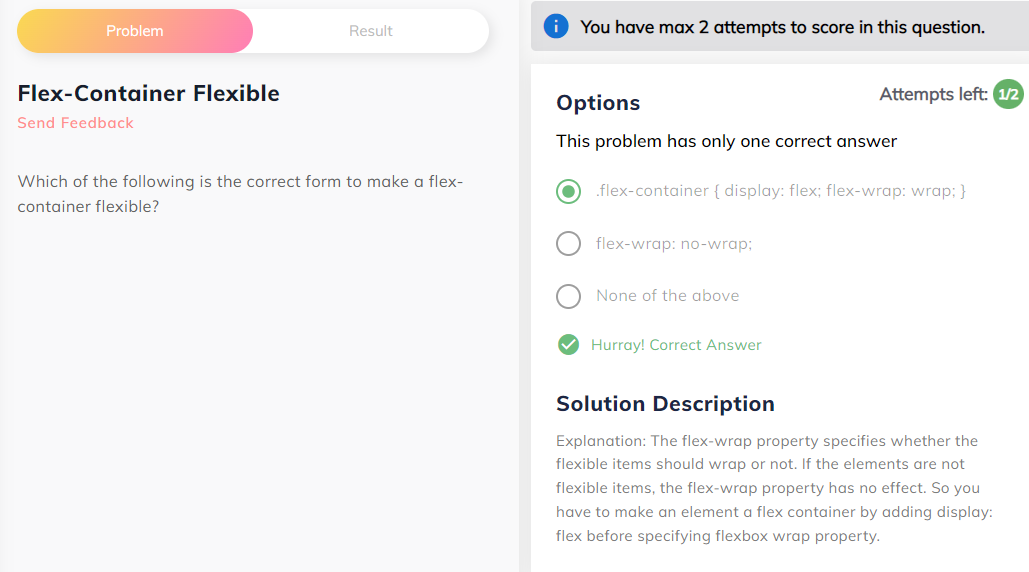 Problem
Result
Flex-Container Flexible
Send Feedback
Which of the following is the correct form to make a flex-
container flexible?
You have max 2 attempts to score in this question.
Options
Attempts left: 1/2
This problem has only one correct answer
.flex-container { display: flex; flex-wrap: wrap; }
flex-wrap: no-wrap;
None of the above
Hurray! Correct Answer
Solution Description
Explanation: The flex-wrap property specifies whether the
flexible items should wrap or not. If the elements are not
flexible items, the flex-wrap property has no effect. So you
have to make an element a flex container by adding display:
flex before specifying flexbox wrap property.